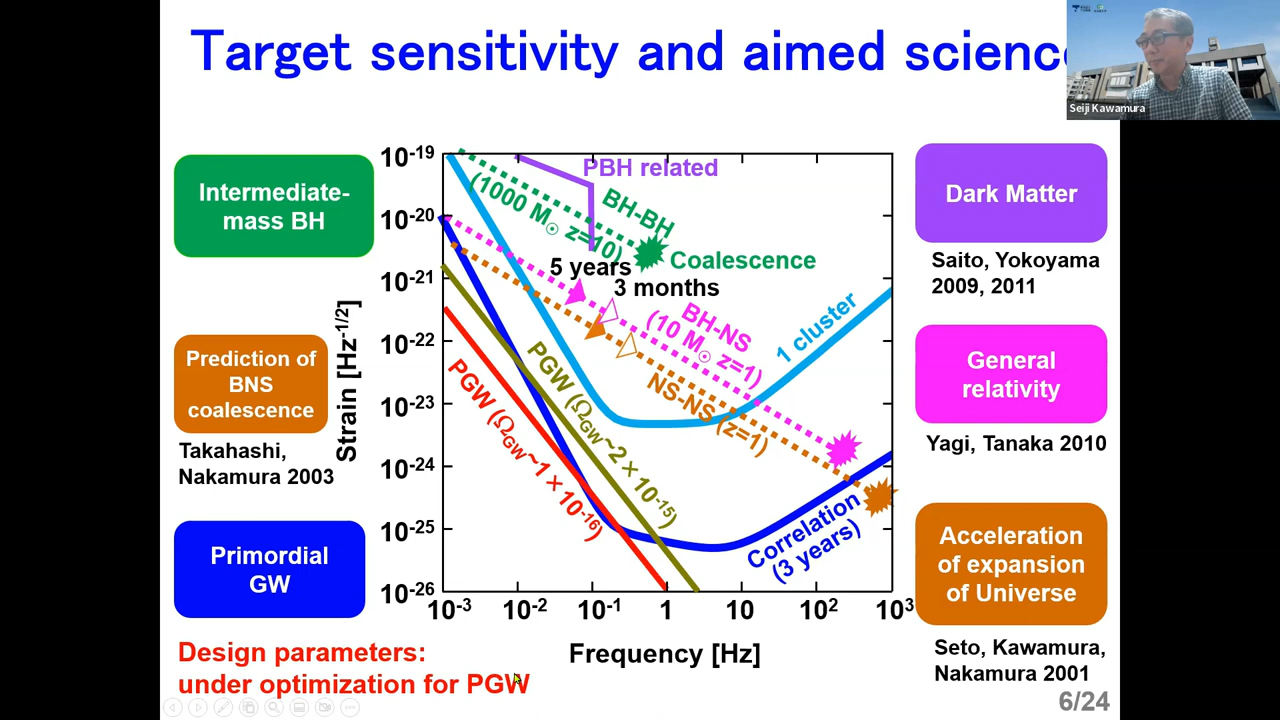 Target sensitivity and aimed science
Seiji Kawamura
Intermediate-
mass BH
Prediction of
BNS
coalescence
Takahashi,
Nakamura 2003
Primordial
GW
Design parameters:
under optimization for PGW
Strain [Hz-1/2]
10-19
10-20
10-21
10-22
10-23
10-24
10-25
10-26
PBH related
BH-BH
(1000 M☉ z=10)
Coalescence
5 years
3 months
BH-NS
(10 M☉ z=1)
1 cluster
NS-NS (z=1)
PGW (ΩGW~2×10-15)
PGW (ΩGW~1×10-16)
Correlation
(3 years)
10-3
10-2
10-1
1
10
102
103
Frequency [Hz]
Dark Matter
Saito, Yokoyama
2009, 2011
General
relativity
Yagi, Tanaka 2010
Acceleration
of expansion
of Universe
Seto, Kawamura,
Nakamura 2001
6/24